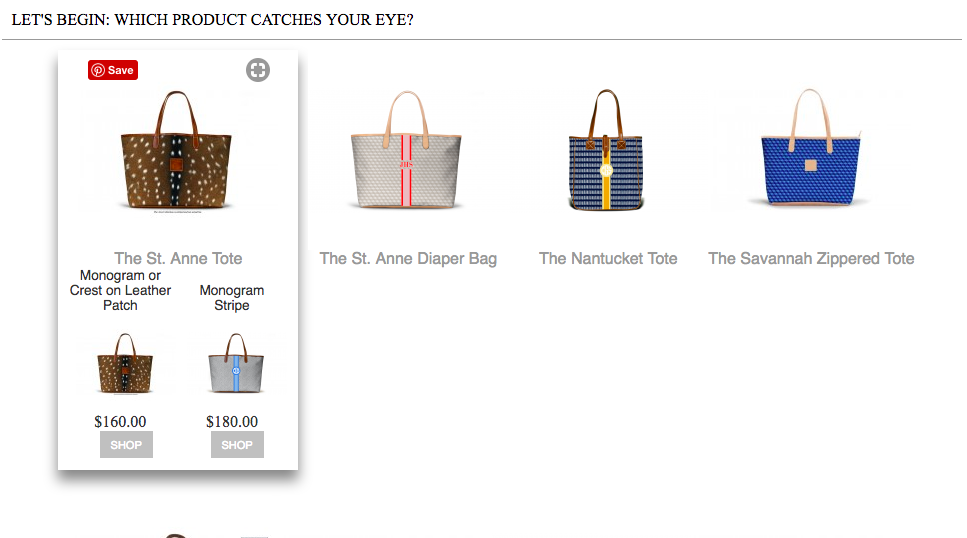 LET'S BEGIN: WHICH PRODUCT CATCHES YOUR EYE?
Save
The St. Anne Tote
Monogram or
Crest on Leather
Patch
$160.00
SHOP
Monogram
Stripe
$180.00
SHOP
The St. Anne Diaper Bag
The Nantucket Tote
The Savannah Zippered Tote